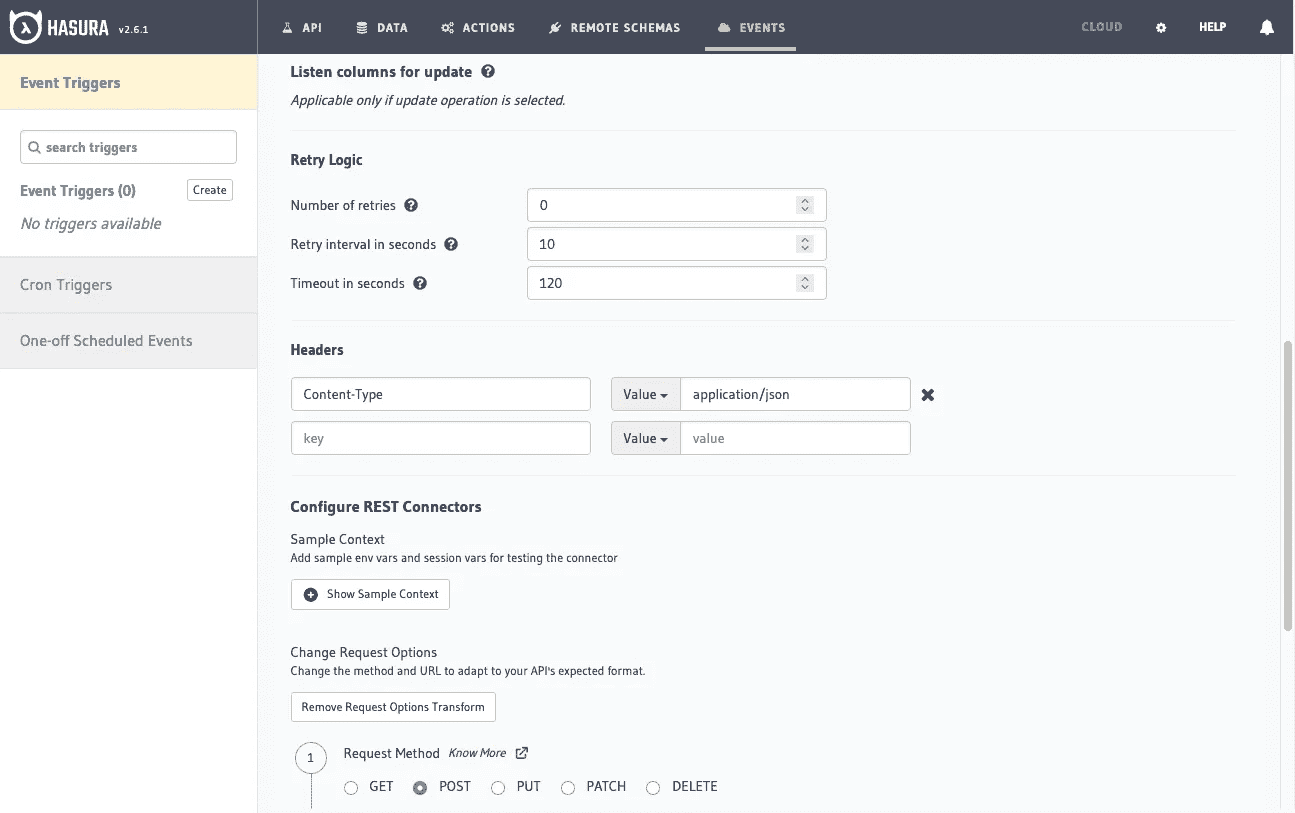 HASURA v2.6.1
API DATA ACTIONS REMOTE SCHEMAS EVENTS CLOUD HELP
Event Triggers
search triggers
Event Triggers (0) Create
No triggers available
Cron Triggers
One-off Scheduled Events
Listen columns for update
Applicable only if update operation is selected.
Retry Logic
Number of retries 0
Retry interval in seconds 10
Timeout in seconds 120
Headers
Content-Type Value application/json
key Value value
Configure REST Connectors
Sample Context
Add sample env vars and session vars for testing the connector
Show Sample Context
Change Request Options
Change the method and URL to adapt to your API's expected format.
Remove Request Options Transform
1 Request Method Know More
GET POST PUT PATCH DELETE